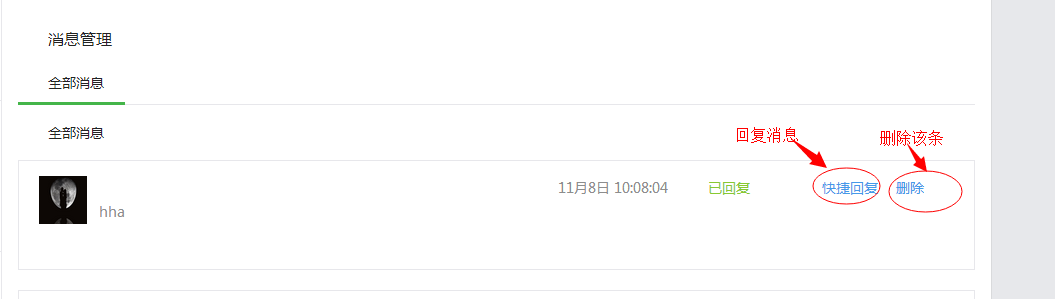 消息管理
全部消息
全部消息
回复消息
删除该条
11月8日 10:08:04 已回复 快捷回复 删除
hha